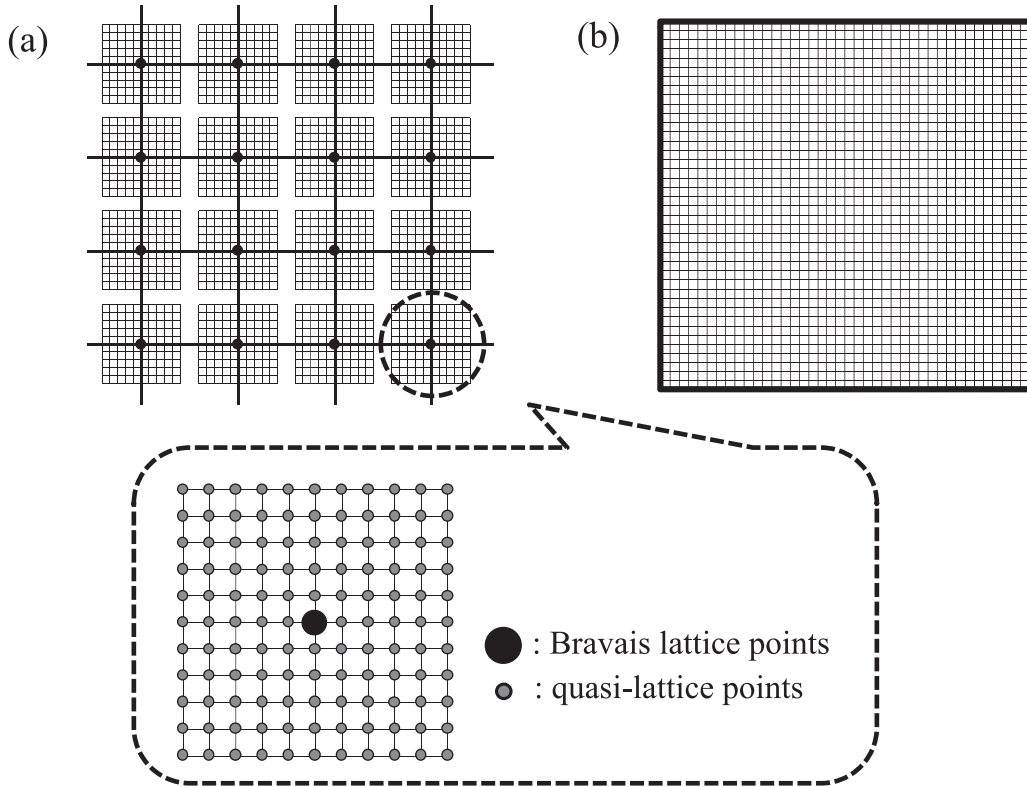 (a)
(b)
: Bravais lattice points
: quasi-lattice points